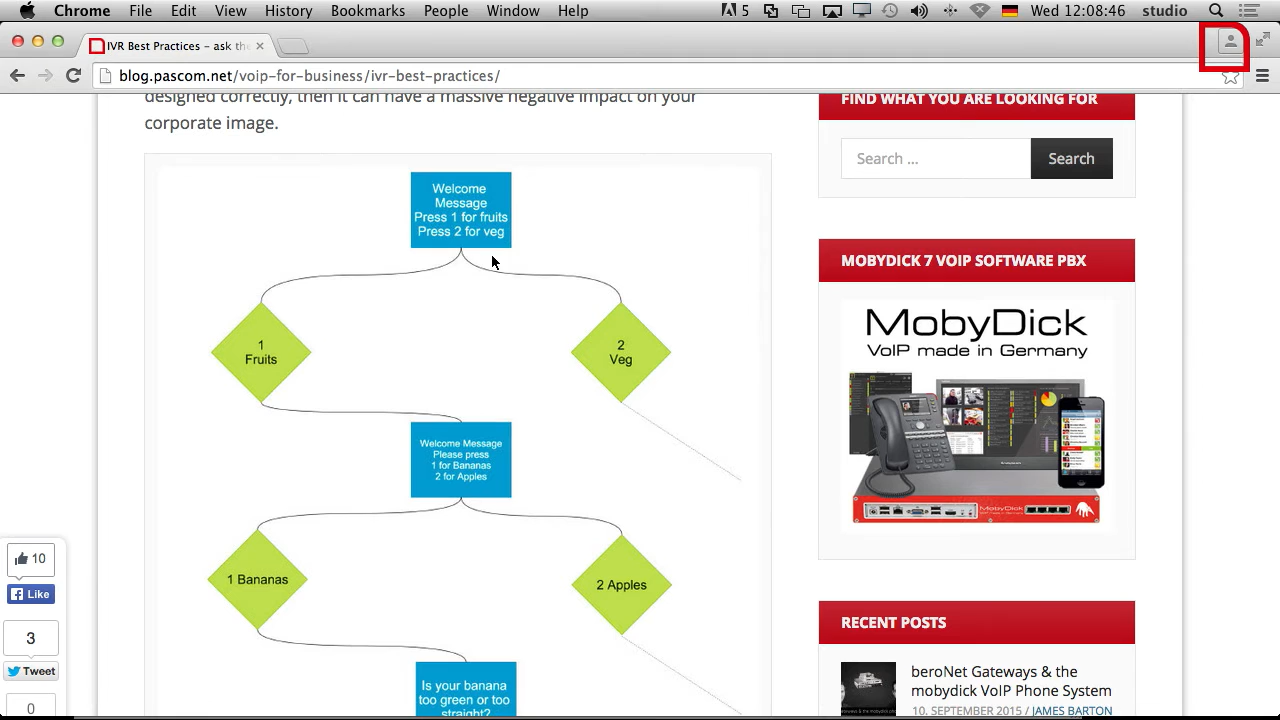 Chrome File Edit View History Bookmarks People Window Help 5 Wed 12:08:46 studio
IVR Best Practices – ask the
blog.pascom.net/voip-for-business/ivr-best-practices/
designed correctly, then it can have a massive negative impact on your
corporate image.
Welcome
Message
Press 1 for fruits
Press 2 for veg
1
Fruits
2
Veg
Welcome Message
Please press
1 for Bananas
2 for Apples
1 Bananas
2 Apples
Is your banana
too green or too
straight?
10
Like
3
Tweet
0
FIND WHAT YOU ARE LOOKING FOR
Search ...
Search
MOBYDICK 7 VOIP SOFTWARE PBX
MobyDick
VoIP made in Germany
MobyDick
RECENT POSTS
beroNet Gateways & the
mobydick VoIP Phone System
10. SEPTEMBER 2015 / JAMES BARTON